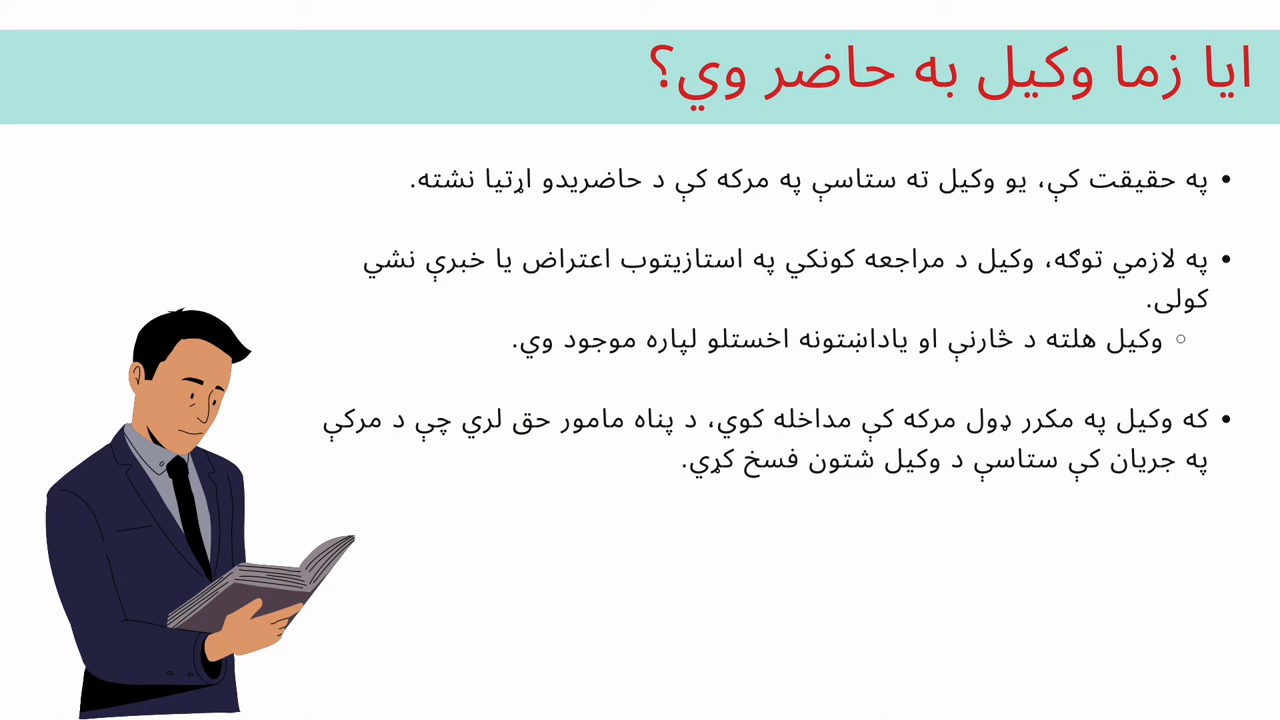 ایا زما وکیل به حاضر وي؟
• په حقیقت کې، یو وکیل ته ستاسې په مرکه کې د حاضریدو اړتیا نشته.
• په لازمي توګه، وکیل د مراجعه کونکي په استازیتوب اعتراض یا خبرې نشي
کولی.
○ وکیل هلته د څارنې او یاداښتونه اخستلو لپاره موجود وي.
• که وکیل په مکرر ډول مرکه کې مداخله کوي، د پناه مامور حق لري چې د مرکې
په جریان کې ستاسې د وکیل شتون فسخ کړي.